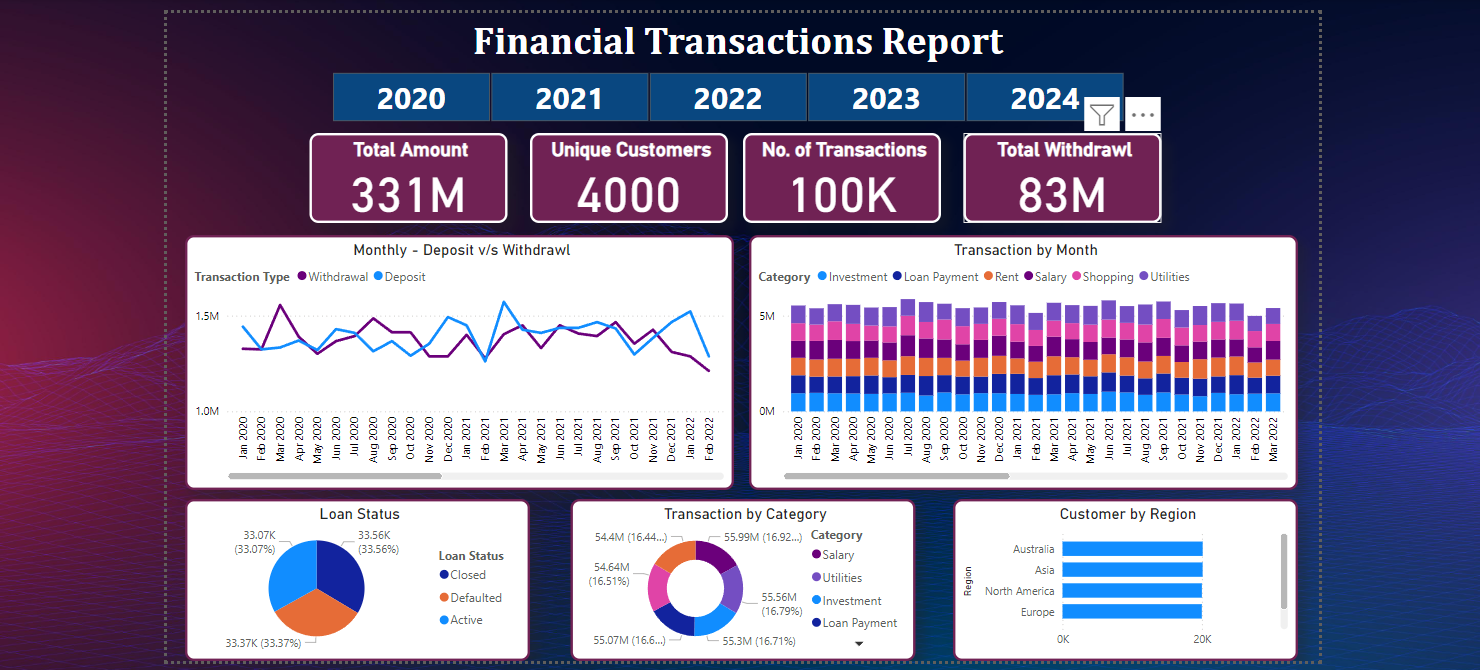 Financial Transactions Report
2020 2021 2022 2023 2024
Total Amount
331M
Unique Customers
4000
No. of Transactions
100K
Total Withdrawl
83M
Monthly - Deposit v/s Withdrawl
Transaction Type Withdrawal Deposit
1.5M
1.0M
Jan 2020 Feb 2020 Mar 2020 Apr 2020 May 2020 Jun 2020 Jul 2020 Aug 2020 Sep 2020 Oct 2020 Nov 2020 Dec 2020 Jan 2021 Feb 2021 Mar 2021 Apr 2021 May 2021 Jun 2021 Jul 2021 Aug 2021 Sep 2021 Oct 2021 Nov 2021 Dec 2021 Jan 2022 Feb 2022
Transaction by Month
Category Investment Loan Payment Rent Salary Shopping Utilities
5M
0M
Jan 2020 Feb 2020 Mar 2020 Apr 2020 May 2020 Jun 2020 Jul 2020 Aug 2020 Sep 2020 Oct 2020 Nov 2020 Dec 2020 Jan 2021 Feb 2021 Mar 2021 Apr 2021 May 2021 Jun 2021 Jul 2021 Aug 2021 Sep 2021 Oct 2021 Nov 2021 Dec 2021 Jan 2022 Feb 2022 Mar 2022
Loan Status
33.07K
(33.07%)
33.56K
(33.56%)
33.37K (33.37%)
Loan Status
Closed
Defaulted
Active
Transaction by Category
54.4M (16.44...)
55.99M (16.92...)
54.64M
(16.51%)
55.56M
(16.79%)
55.07M (16.6...)
55.3M (16.71%)
Category
Salary
Utilities
Investment
Loan Payment
Customer by Region
Region
Australia
Asia
North America
Europe
0K 20K